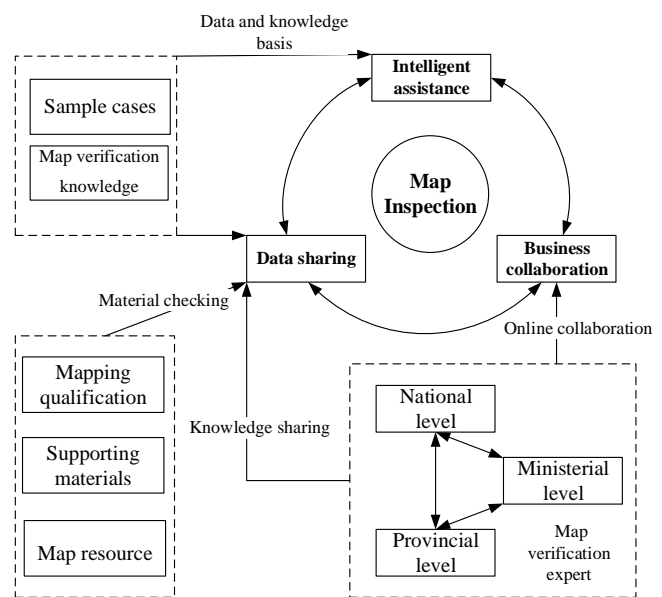 Data and knowledge
basis
Intelligent
assistance
Sample cases
Map verification
knowledge
Map
Inspection
Data sharing
Business
collaboration
Material checking
Online collaboration
Mapping
qualification
Supporting
materials
Map resource
Knowledge sharing
National
level
Ministerial
level
Provincial
level
Map
verification
expert